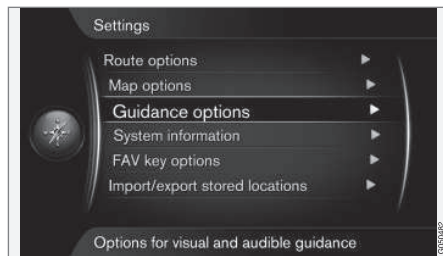 Settings
Route options
Map options
Guidance options
System information
FAV key options
Import/export stored locations
Options for visual and audible guidance
G050482